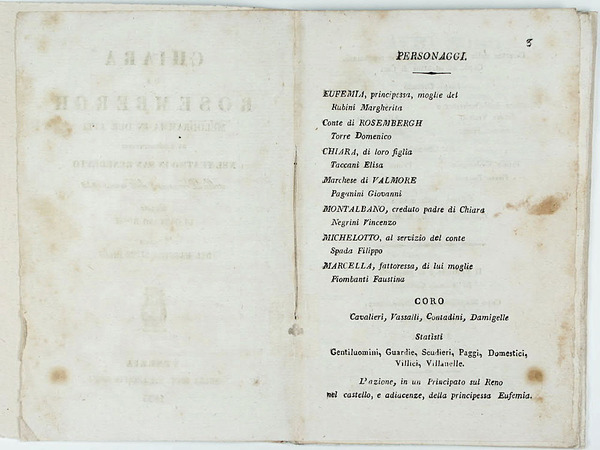 3
PERSONAGGI.
EUFEMIA, principessa, moglie del
Rubini Margherita
Conte di ROSEMBERGH
Torre Domenico
CHIARA, di loro figlia
Taccani Elisa
Marchese di VALMORE
Paganini Giovanni
MONTALBANO, creduto padre di Chiara
Negrini Vincenzo
MICHELOTTO, al servizio del conte
Spada Filippo
MARCELLA, fattoressa, di lui moglie
Fiombanti Faustina
CORO
Cavalieri, Vassalli, Contadini, Damigelle
Statisti
Gentiluomini, Guardie, Scudieri, Paggi, Domestici,
Villici, Villanelle.
L'azione, in un Principato sul Reno
nel castello, e adiacenze, della principessa Eufemia.